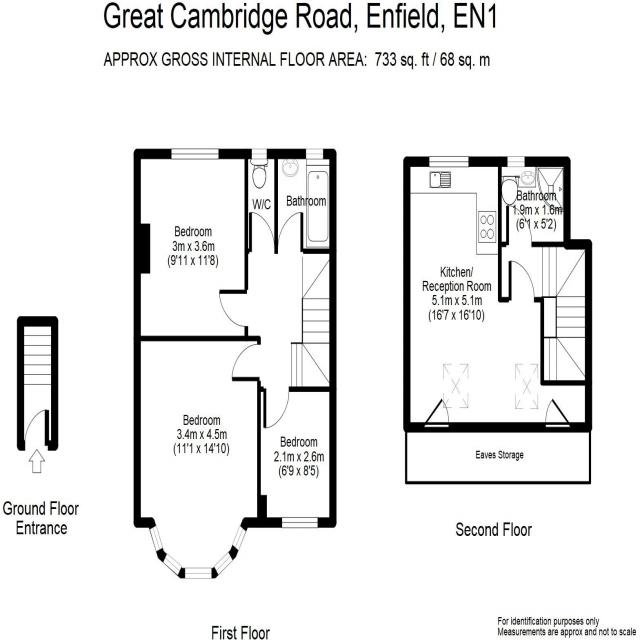 Great Cambridge Road, Enfield, EN1
APPROX GROSS INTERNAL FLOOR AREA: 733 sq. ft / 68 sq. m
Bedroom
3m x 3.6m
(9'11 x 11'8)
W/C
Bathroom
Bedroom
3.4m x 4.5m
(11'1 x 14'10)
Bedroom
2.1m x 2.6m
(6'9 x 8'5)
Bathroom
1.9m x 1.6m
(6'1 x 5'2)
Kitchen/
Reception Room
5.1m x 5.1m
(16'7 x 16'10)
Eaves Storage
Ground Floor
Entrance
First Floor
Second Floor
For identification purposes only
Measurements are approx and not to scale